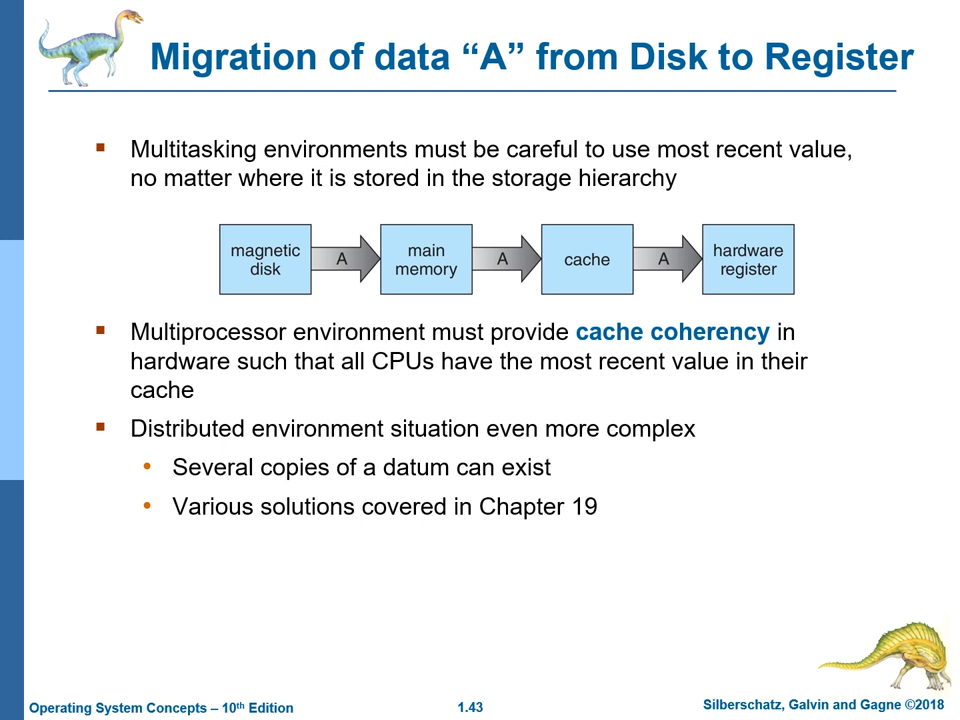 Migration of data “A” from Disk to Register
▪ Multitasking environments must be careful to use most recent value,
no matter where it is stored in the storage hierarchy
magnetic
disk
A
main
memory
A
cache
A
hardware
register
▪ Multiprocessor environment must provide cache coherency in
hardware such that all CPUs have the most recent value in their
cache
▪ Distributed environment situation even more complex
• Several copies of a datum can exist
• Various solutions covered in Chapter 19
Operating System Concepts – 10th Edition
1.43
Silberschatz, Galvin and Gagne ©2018